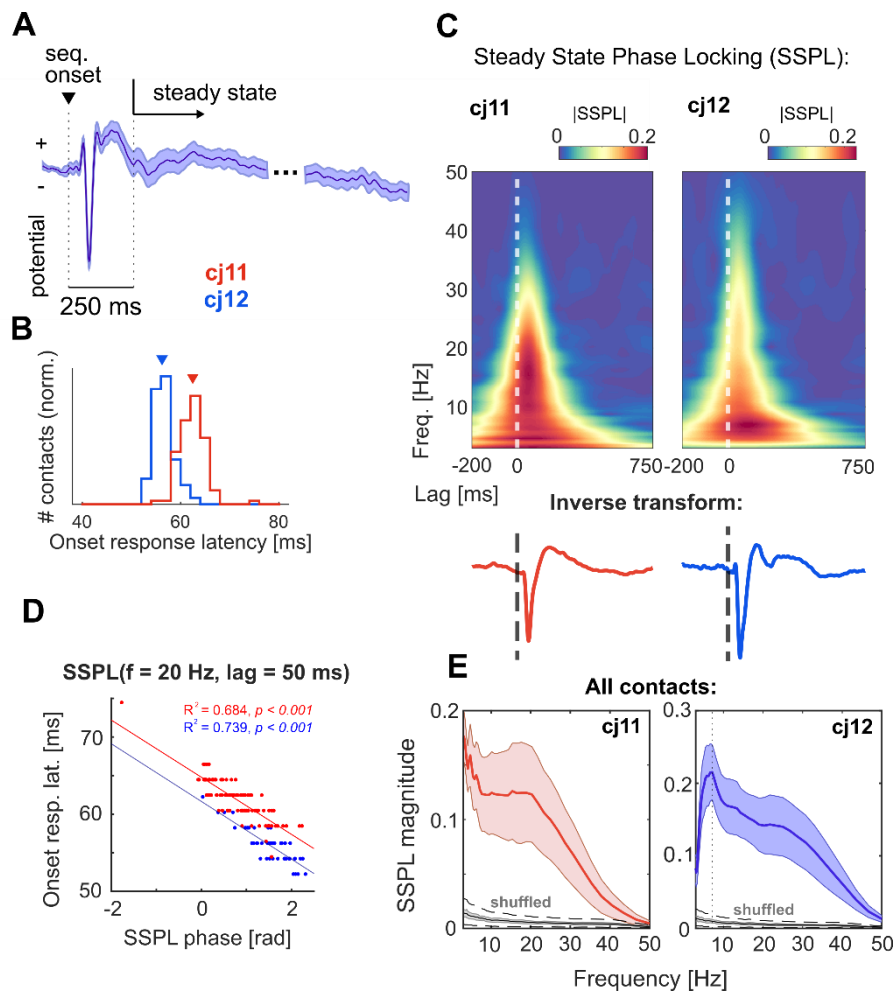 A
seq.
onset
steady state
+
-
potential
250 ms
cj11
cj12
B
# contacts (norm.)
40 60 80
Onset response latency [ms]
C
Steady State Phase Locking (SSPL):
cj11
|SSPL|
0 0.2
cj12
|SSPL|
0 0.2
Freq. [Hz]
50
40
30
20
10
-200 0 750
-200 0 750
Lag [ms]
Inverse transform:
D
SSPL(f = 20 Hz, lag = 50 ms)
R² = 0.684, p < 0.001
R² = 0.739, p < 0.001
Onset resp. lat. [ms]
70
60
50
-2 0 2
SSPL phase [rad]
E
All contacts:
cj11
SSPL magnitude
0.2
0.1
0
shuffled
10 20 30 40 50
cj12
0.3
0.2
0.1
0
shuffled
10 20 30 40 50
Frequency [Hz]